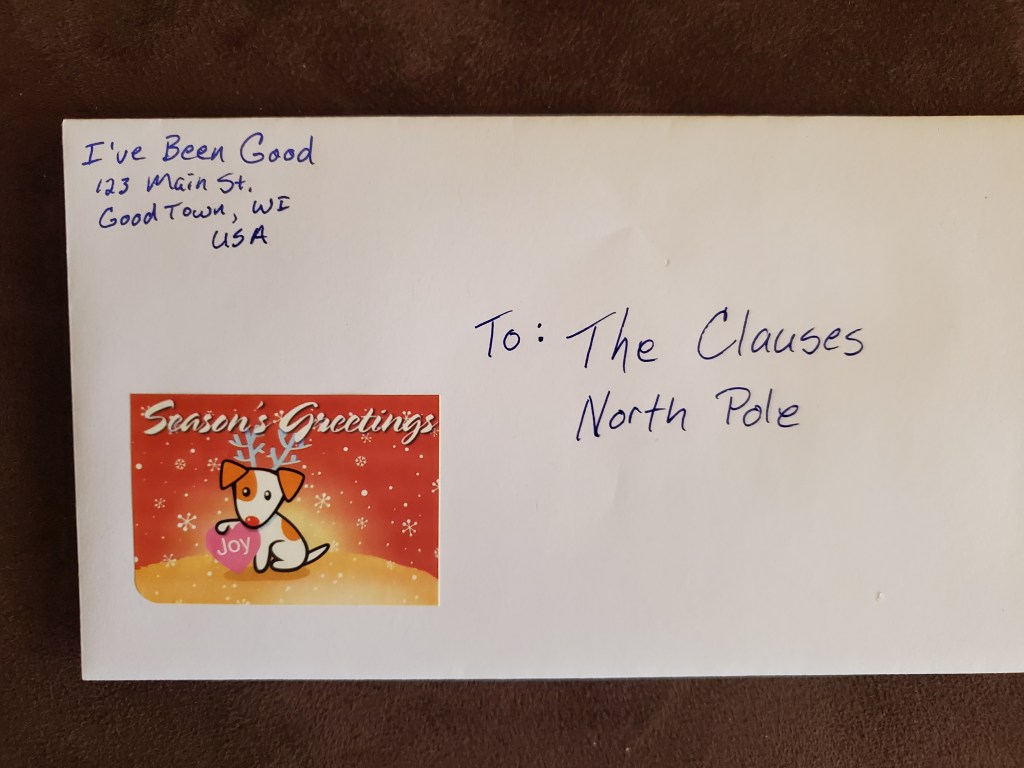 I've Been Good
123 Main St.
Good Town, WI
USA
To: The Clauses
North Pole
Season's Greetings
Joy